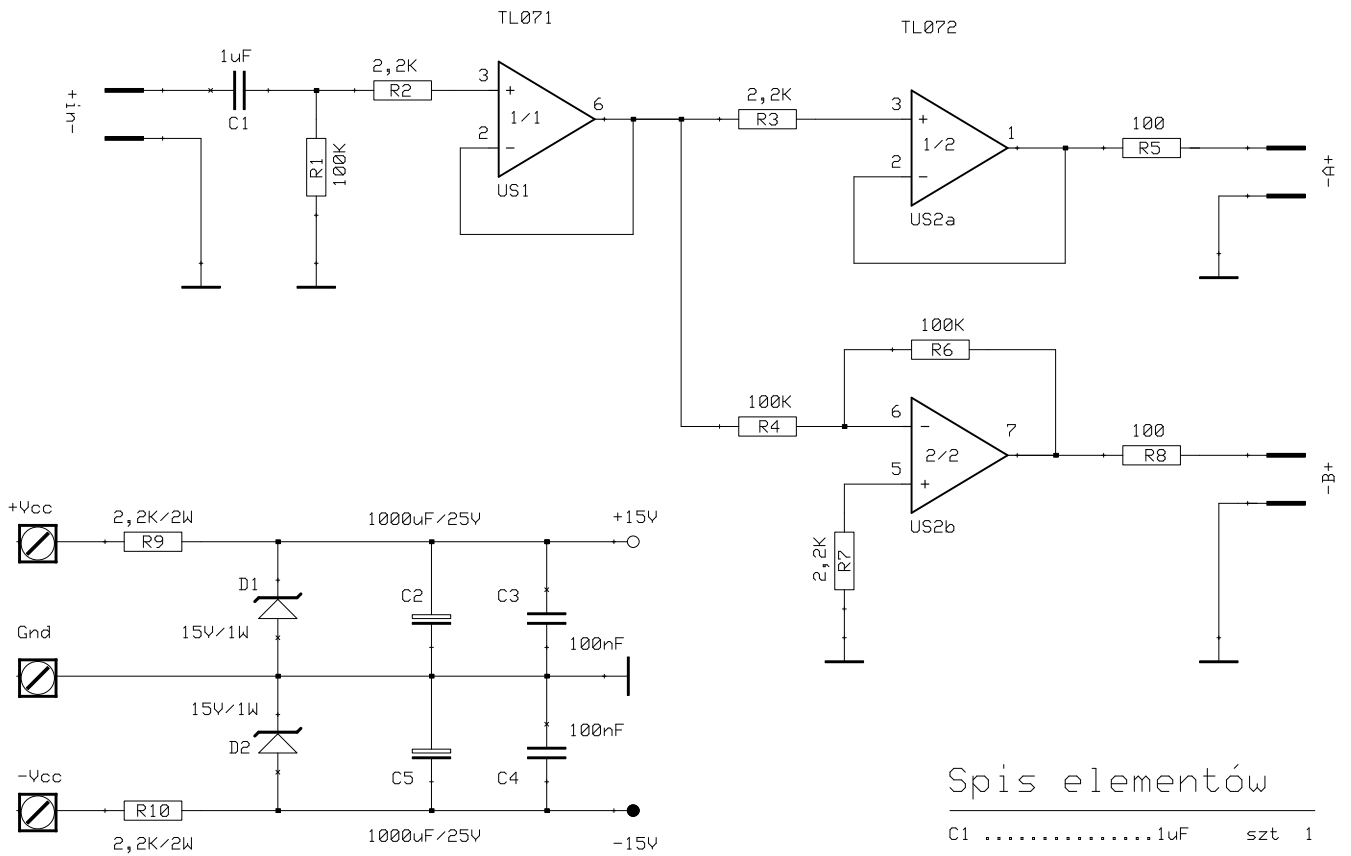 TL071
TL072
1uF
2,2K
3
6
2,2K
3
+in-
C1
R2
+
1/1
R3
+
1
100
R1
100K
2
-
US1
2
-
1/2
US2a
R5
-A+
100K
R6
100K
R4
6
-
2/2
7
100
R8
-B+
5
+
US2b
2,2K
R7
+Vcc
2,2K/2W
R9
1000uF/25V
+15V
D1
C2
C3
15V/1W
Gnd
100nF
15V/1W
100nF
D2
C5
C4
-Vcc
R10
2,2K/2W
1000uF/25V
-15V
Spis elementów
C1 ...............1uF szt 1